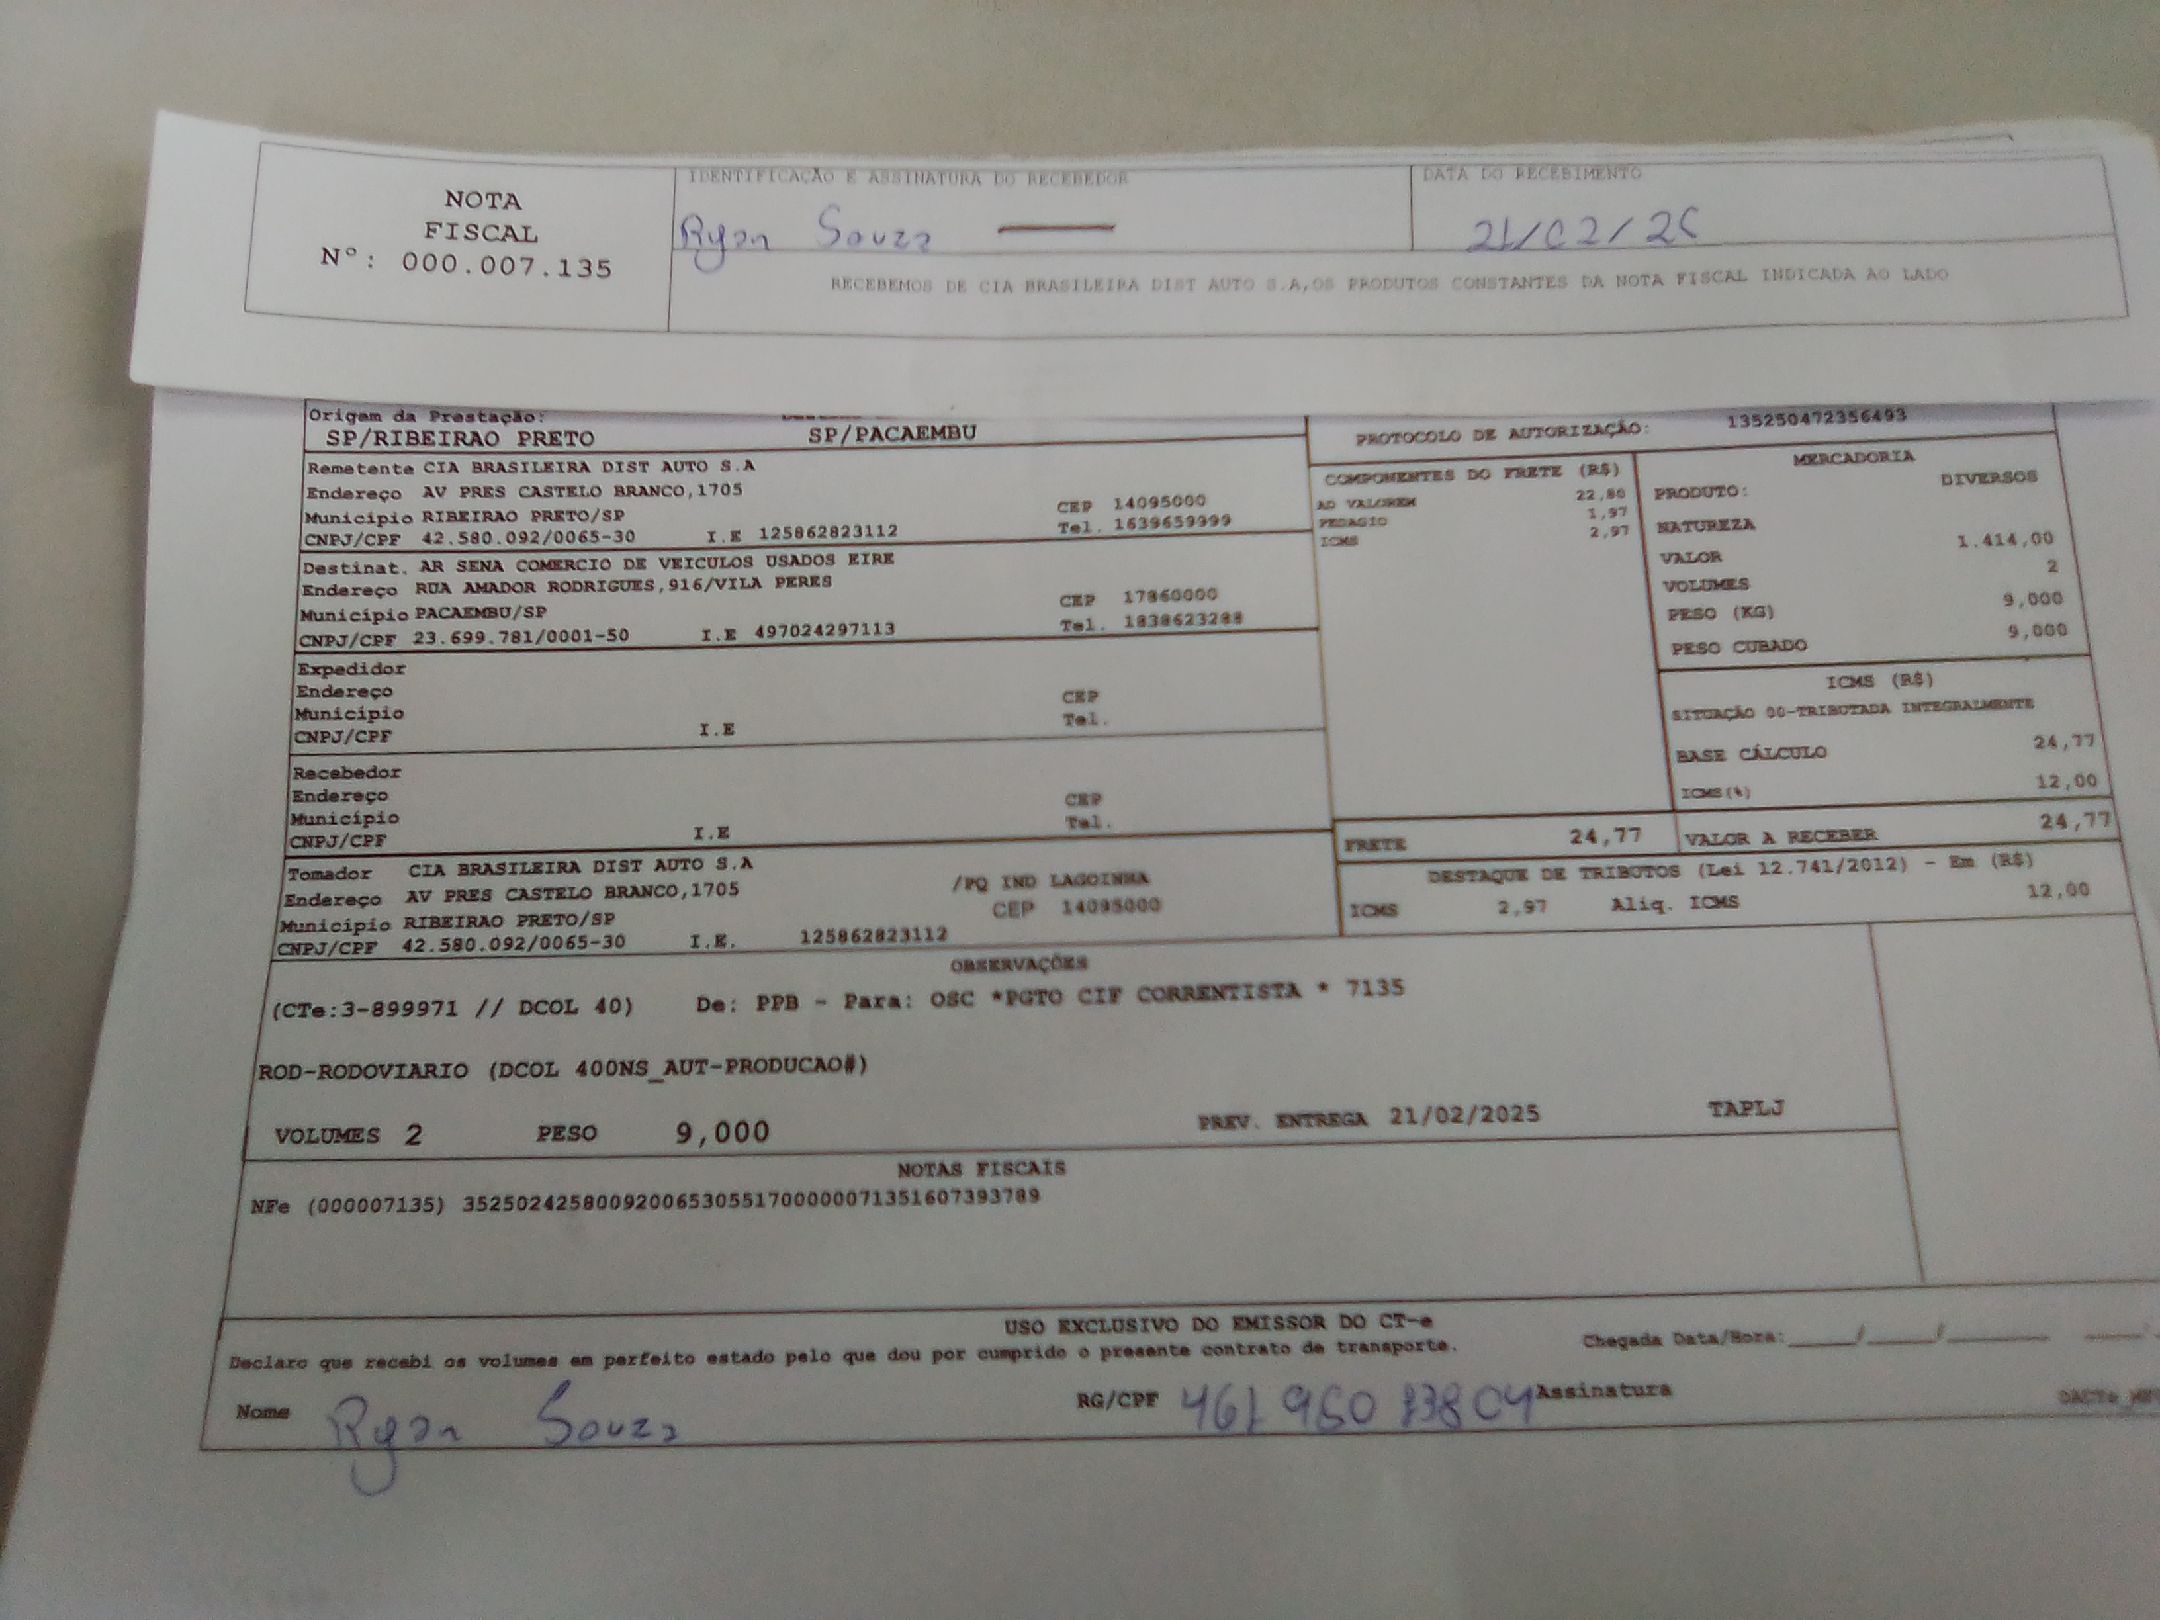 NOTA
FISCAL
Nº: 000.007.135
IDENTIFICAÇÃO E ASSINATURA DO RECEBEDOR
Ryan Souza
DATA DO RECEBIMENTO
21/02/25
RECEBEMOS DE CIA BRASILEIRA DIST AUTO S.A,OS PRODUTOS CONSTANTES DA NOTA FISCAL INDICADA AO LADO
Origem da Prestação:
SP/RIBEIRAO PRETO SP/PACAEMBU
PROTOCOLO DE AUTORIZAÇÃO: 135250472356493
Remetente CIA BRASILEIRA DIST AUTO S.A
Endereço AV PRES CASTELO BRANCO,1705
Município RIBEIRAO PRETO/SP CEP 14095000
CNPJ/CPF 42.580.092/0065-30 I.E 125862823112 Tel. 1639659999
Destinat. AR SENA COMERCIO DE VEICULOS USADOS EIRE
Endereço RUA AMADOR RODRIGUES,916/VILA PERES
Município PACAEMBU/SP CEP 17860000
CNPJ/CPF 23.699.781/0001-50 I.E 497024297113 Tel. 1838623288
Expedidor
Endereço
Município CEP
CNPJ/CPF I.E Tel.
Recebedor
Endereço
Município CEP
CNPJ/CPF I.E Tel.
Tomador CIA BRASILEIRA DIST AUTO S.A
Endereço AV PRES CASTELO BRANCO,1705 /PQ IND LAGOINHA
Município RIBEIRAO PRETO/SP CEP 14095000
CNPJ/CPF 42.580.092/0065-30 I.E. 125862823112
COMPONENTES DO FRETE (R$)
AD VALOREM 22,80
PEDAGIO 1,97
ICMS 2,97
MERCADORIA
PRODUTO: DIVERSOS
NATUREZA
VALOR 1.414,00
VOLUMES 2
PESO (KG) 9,000
PESO CUBADO 9,000
ICMS (R$)
SITUAÇÃO 00-TRIBUTADA INTEGRALMENTE
BASE CÁLCULO 24,77
ICMS(%) 12,00
FRETE 24,77 VALOR A RECEBER 24,77
DESTAQUE DE TRIBUTOS (Lei 12.741/2012) - Em (R$)
ICMS 2,97 Aliq. ICMS 12,00
OBSERVAÇÕES
(CTe:3-899971 // DCOL 40) De: PPB - Para: OSC *PGTO CIF CORRENTISTA * 7135
ROD-RODOVIARIO (DCOL 400NS_AUT-PRODUCAO#)
VOLUMES 2 PESO 9,000 PREV. ENTREGA 21/02/2025 TAPLJ
NOTAS FISCAIS
NFe (000007135) 35250242580092006530551700000071351607393789
USO EXCLUSIVO DO EMISSOR DO CT-e
Declaro que recebi os volumes em perfeito estado pelo que dou por cumprido o presente contrato de transporte. Chegada Data/Hora:____/____/______
Nome Ryan Souza RG/CPF Assinatura